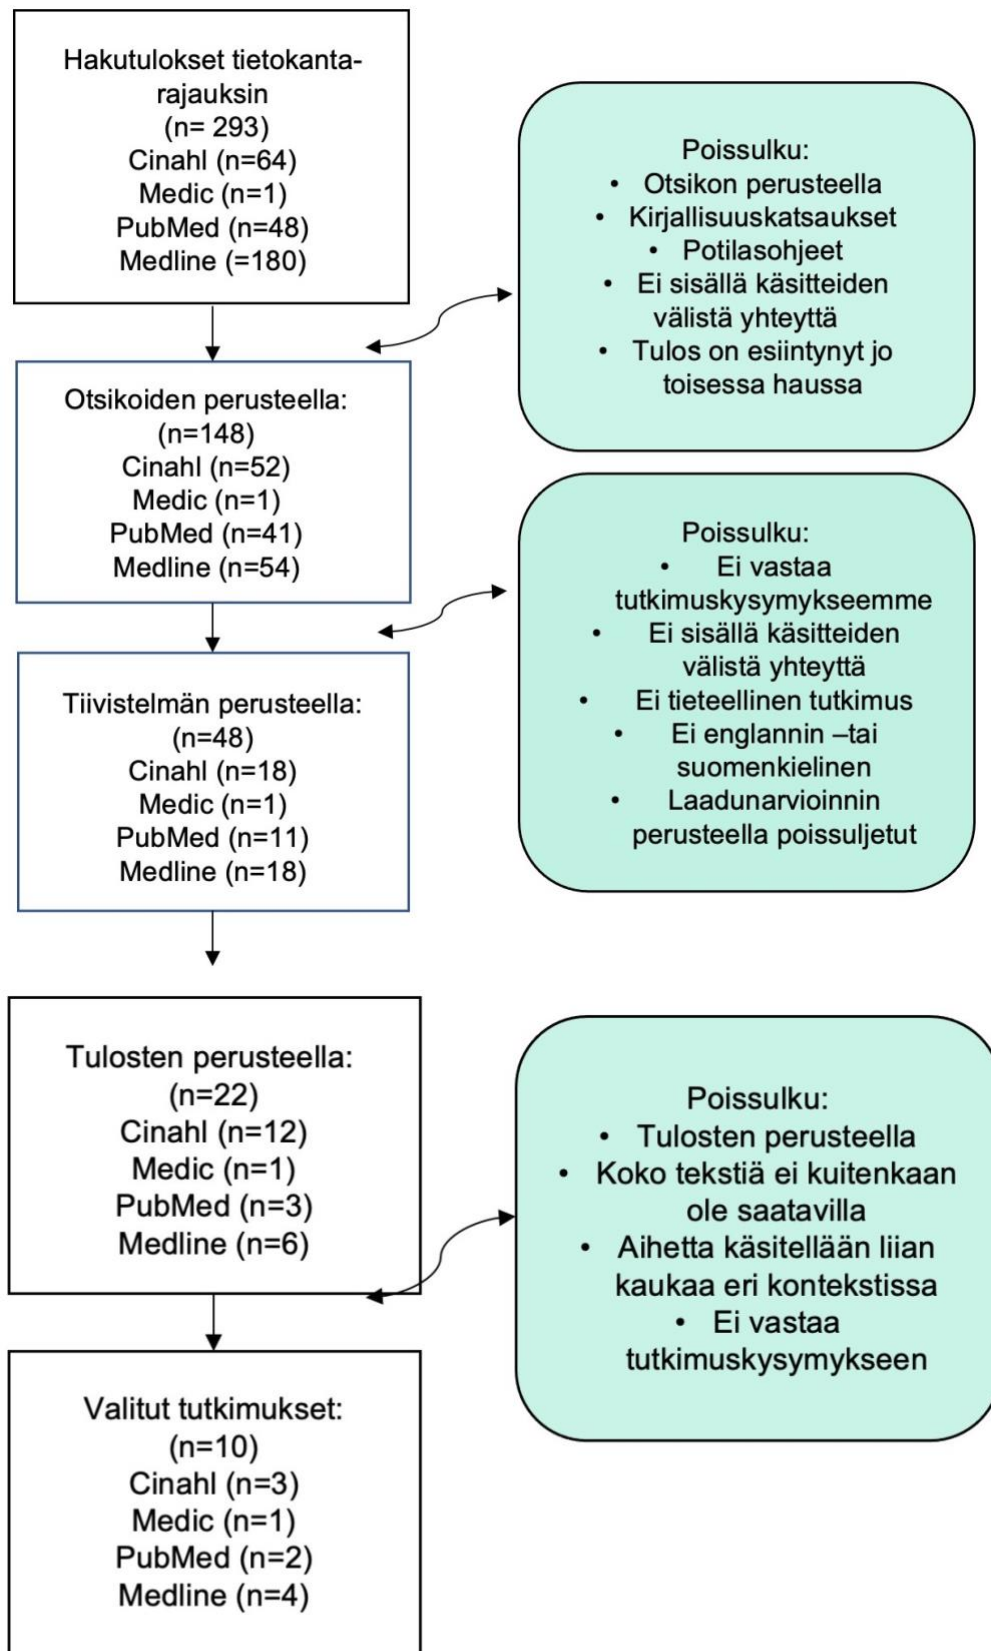 Hakutulokset tietokanta-
rajauksin
(n= 293)
Cinahl (n=64)
Medic (n=1)
PubMed (n=48)
Medline (=180)
Poissulku:
• Otsikon perusteella
• Kirjallisuuskatsaukset
• Potilasohjeet
• Ei sisällä käsitteiden
välistä yhteyttä
• Tulos on esiintynyt jo
toisessa haussa
Otsikoiden perusteella:
(n=148)
Cinahl (n=52)
Medic (n=1)
PubMed (n=41)
Medline (n=54)
Poissulku:
• Ei vastaa
tutkimuskysymykseemme
• Ei sisällä käsitteiden
välistä yhteyttä
• Ei tieteellinen tutkimus
• Ei englannin –tai
suomenkielinen
• Laadunarvioinnin
perusteella poissuljetut
Tiivistelmän perusteella:
(n=48)
Cinahl (n=18)
Medic (n=1)
PubMed (n=11)
Medline (n=18)
Tulosten perusteella:
(n=22)
Cinahl (n=12)
Medic (n=1)
PubMed (n=3)
Medline (n=6)
Poissulku:
• Tulosten perusteella
• Koko tekstiä ei kuitenkaan
ole saatavilla
• Aihetta käsitellään liian
kaukaa eri kontekstissa
• Ei vastaa
tutkimuskysymykseen
Valitut tutkimukset:
(n=10)
Cinahl (n=3)
Medic (n=1)
PubMed (n=2)
Medline (n=4)